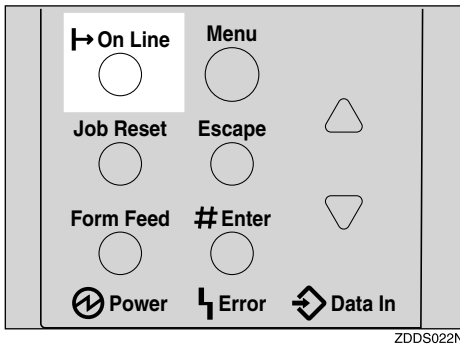 On Line Menu
Job Reset Escape
Form Feed # Enter
Power Error Data In
ZDDS022N